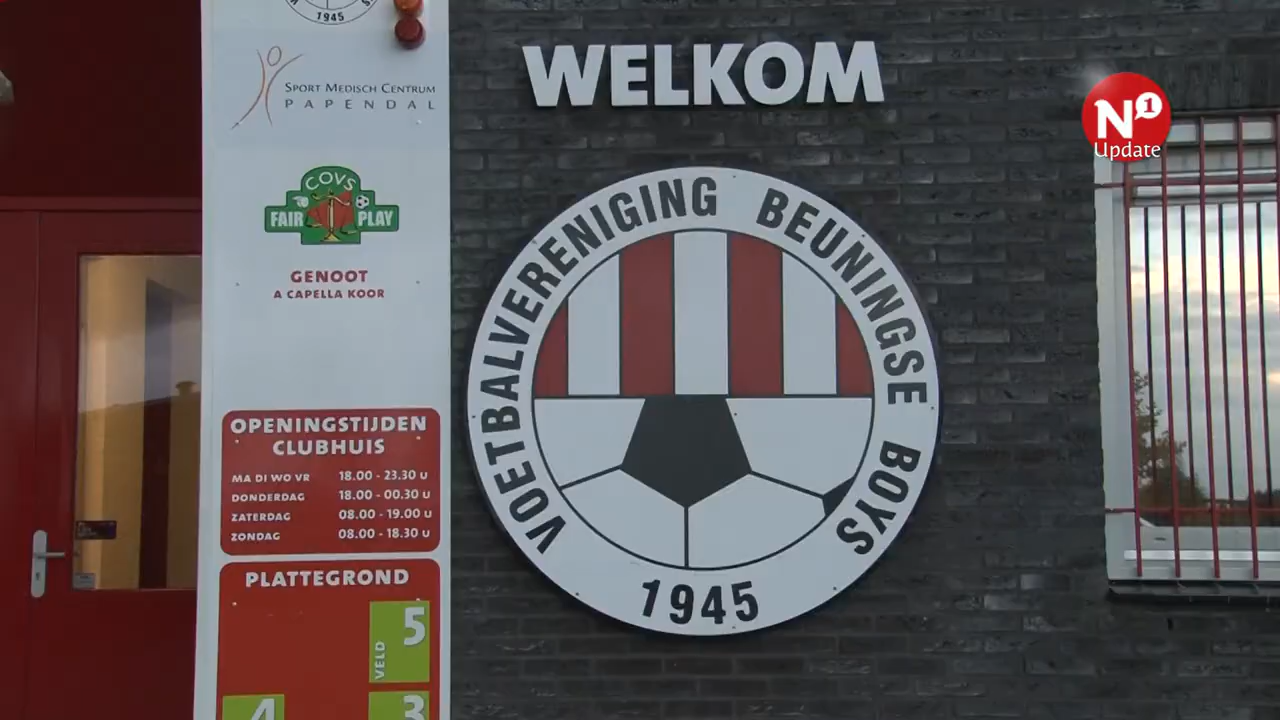 1945
SPORT MEDISCH CENTRUM
PAPENDAL
COVS
FAIR PLAY
GENOOT
A CAPELLA KOOR
OPENINGSTIJDEN
CLUBHUIS
MA DI WO VR 18.00 - 23.30 u
DONDERDAG 18.00 - 00.30 u
ZATERDAG 08.00 - 19.00 u
ZONDAG 08.00 - 18.30 u
PLATTEGROND
5
VELD
4
3
WELKOM
VOETBALVERENIGING BEUNINGSE BOYS
1945
N1
Update